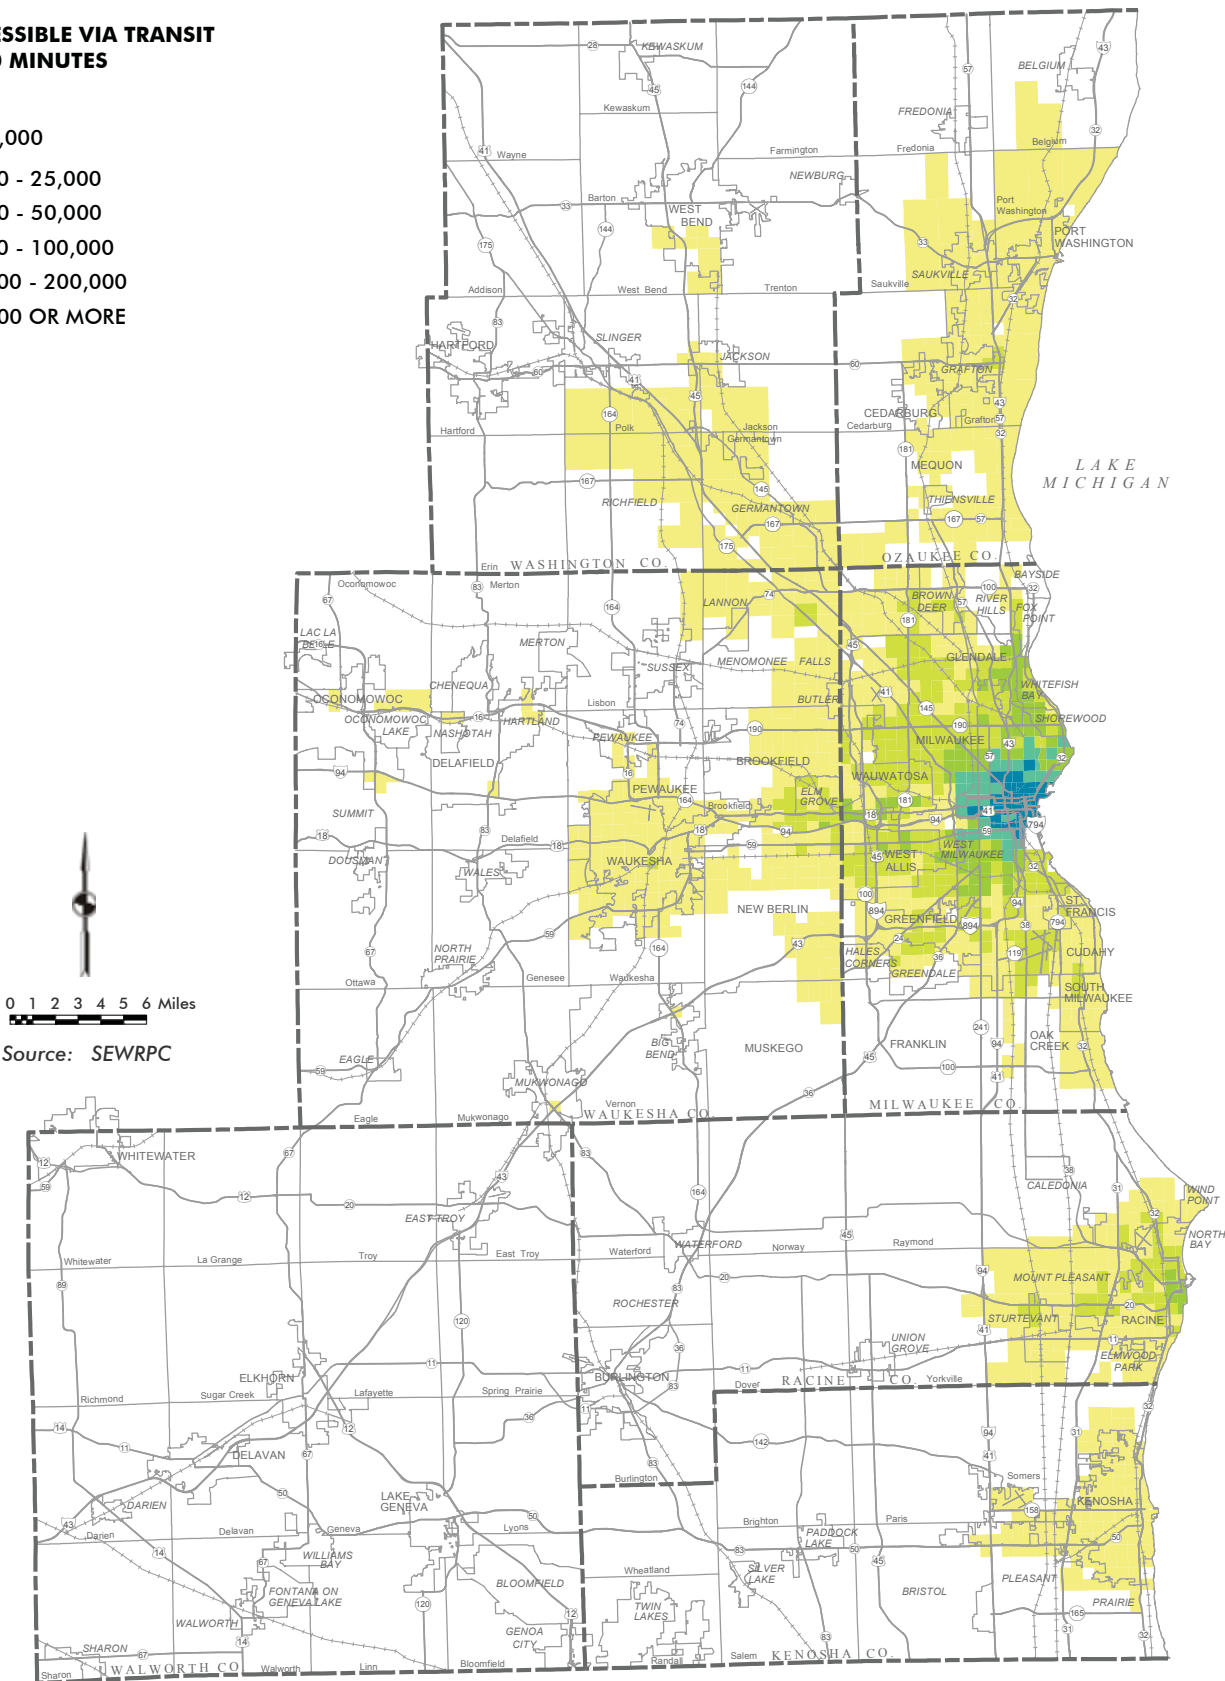 ESSIBLE VIA TRANSIT
MINUTES
,000
0 - 25,000
0 - 50,000
0 - 100,000
00 - 200,000
00 OR MORE
KEWASKUM
BELGIUM
Kewaskum
FREDONIA
Wayne
Farmington
Fredonia
Belgium
NEWBURG
Barton
WEST
BEND
Port
Washington
PORT
WASHINGTON
SAUKVILLE
Addison
West Bend
Trenton
Saukville
HARTFORD
SLINGER
JACKSON
GRAFTON
CEDARBURG
Hartford
Polk
Jackson
Germantown
Cedarburg
Grafton
MEQUON
LAKE
MICHIGAN
RICHFIELD
GERMANTOWN
THIENSVILLE
Erin
WASHINGTON CO.
OZAUKEE CO.
Oconomowoc
Merton
LANNON
BROWN
DEER
RIVER
HILLS
BAYSIDE
FOX
POINT
LAC LA
BELLE
MERTON
SUSSEX
MENOMONEE FALLS
GLENDALE
OCONOMOWOC
CHENEQUA
Lisbon
BUTLER
WHITEFISH
BAY
OCONOMOWOC
LAKE
NASHOTAH
HARTLAND
PEWAUKEE
SHOREWOOD
DELAFIELD
BROOKFIELD
MILWAUKEE
WAUWATOSA
PEWAUKEE
ELM
GROVE
Brookfield
SUMMIT
Delafield
DOUSMAN
WALES
WAUKESHA
WEST
ALLIS
WEST
MILWAUKEE
NEW BERLIN
GREENFIELD
ST.
FRANCIS
NORTH
PRAIRIE
HALES
CORNERS
GREENDALE
CUDAHY
Ottawa
Genesee
Waukesha
SOUTH
MILWAUKEE
0 1 2 3 4 5 6 Miles
Source: SEWRPC
EAGLE
BIG
BEND
MUSKEGO
FRANKLIN
OAK
CREEK
MUKWONAGO
Eagle
Mukwonago
Vernon
WAUKESHA CO.
MILWAUKEE CO.
WHITEWATER
CALEDONIA
WIND
POINT
EAST TROY
WATERFORD
NORTH
BAY
Whitewater
La Grange
Troy
East Troy
Waterford
Norway
Raymond
MOUNT PLEASANT
ROCHESTER
STURTEVANT
RACINE
UNION
GROVE
ELMWOOD
PARK
ELKHORN
BURLINGTON
Richmond
Sugar Creek
Lafayette
Spring Prairie
Dover
RACINE CO.
Yorkville
DELAVAN
Burlington
Somers
DARIEN
LAKE
GENEVA
KENOSHA
Darien
Delavan
Geneva
Lyons
Brighton
Paris
PADDOCK
LAKE
WILLIAMS
BAY
Wheatland
SILVER
LAKE
PLEASANT
PRAIRIE
FONTANA ON
GENEVA LAKE
BLOOMFIELD
BRISTOL
WALWORTH
GENOA
CITY
TWIN
LAKES
SHARON
Sharon
WALWORTH CO
Walworth
Linn
Bloomfield
Randall
Salem
KENOSHA CO.